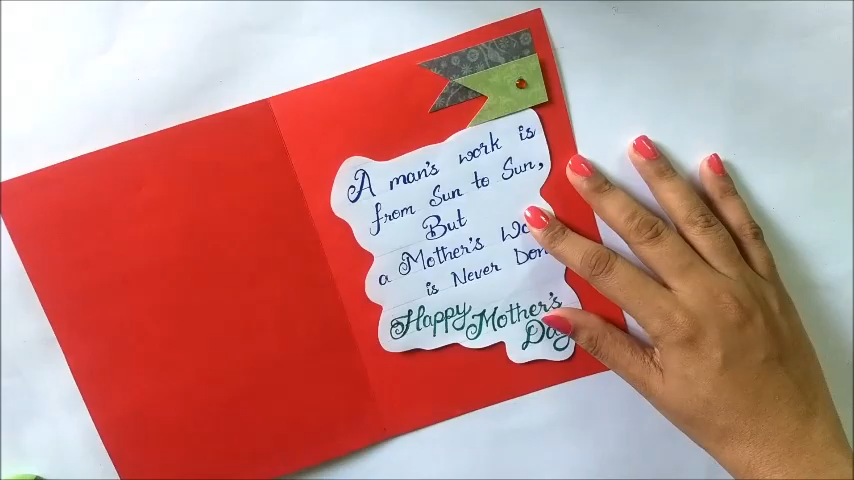 A man's work is
from Sun to Sun,
But
a Mother's
is Never
Happy Mother's
Day